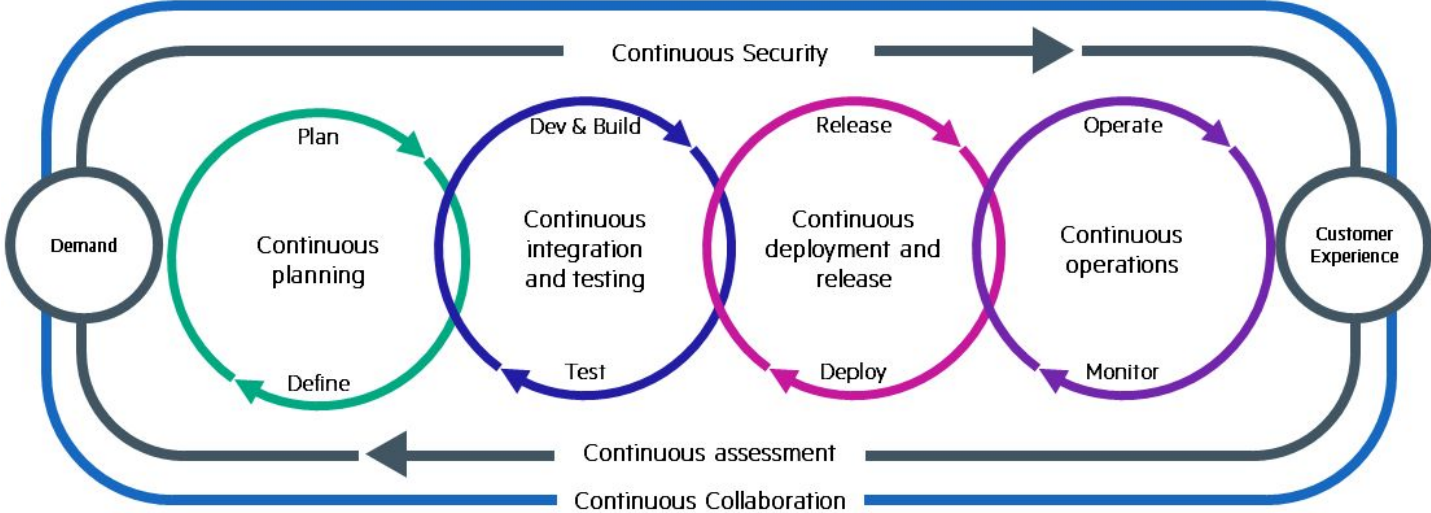 Continuous Security
Plan
Dev & Build
Release
Operate
Demand
Continuous
planning
Continuous
integration
and testing
Continuous
deployment and
release
Continuous
operations
Customer
Experience
Define
Test
Deploy
Monitor
Continuous assessment
Continuous Collaboration